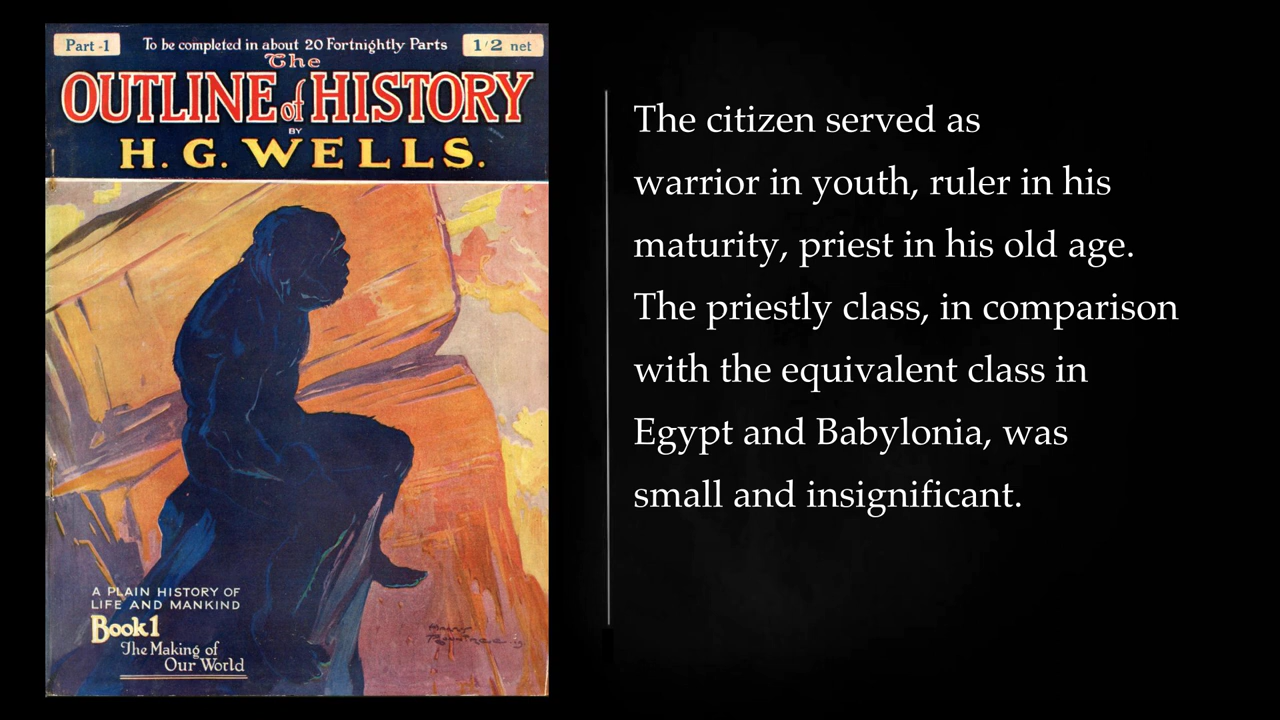 Part -1
To be completed in about 20 Fortnightly Parts
1/2 net
The
OUTLINE of HISTORY
BY
H. G. WELLS.
A PLAIN HISTORY OF
LIFE AND MANKIND
Book 1
The Making of
Our World
The citizen served as
warrior in youth, ruler in his
maturity, priest in his old age.
The priestly class, in comparison
with the equivalent class in
Egypt and Babylonia, was
small and insignificant.